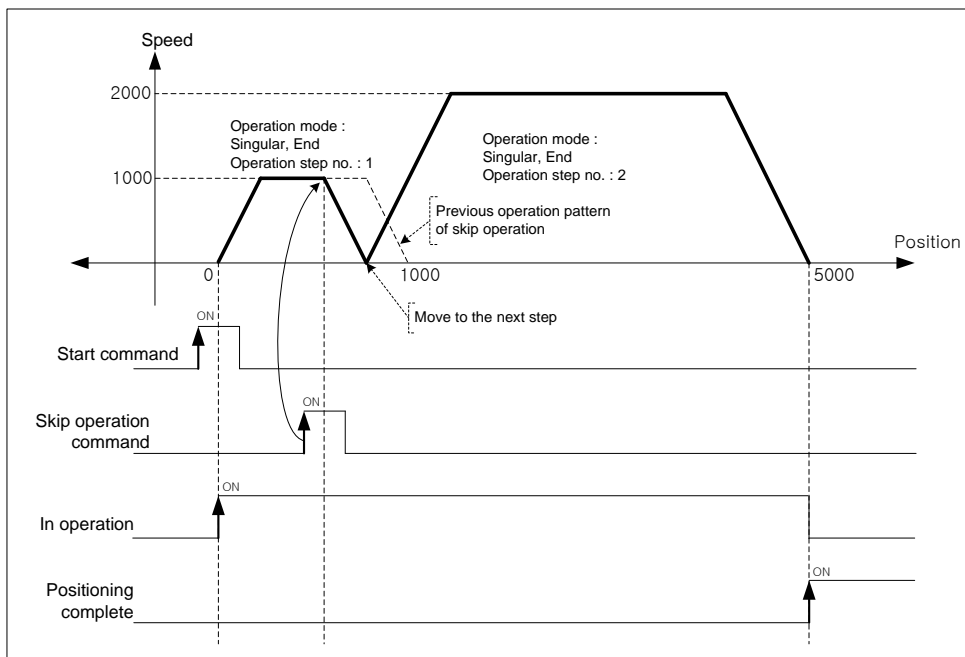 Speed
2000
Operation mode :
Singular, End
Operation step no. : 1
Operation mode :
Singular, End
Operation step no. : 2
1000
Previous operation pattern
of skip operation
Position
0
1000
5000
Move to the next step
ON
Start command
ON
Skip operation
command
ON
In operation
ON
Positioning
complete